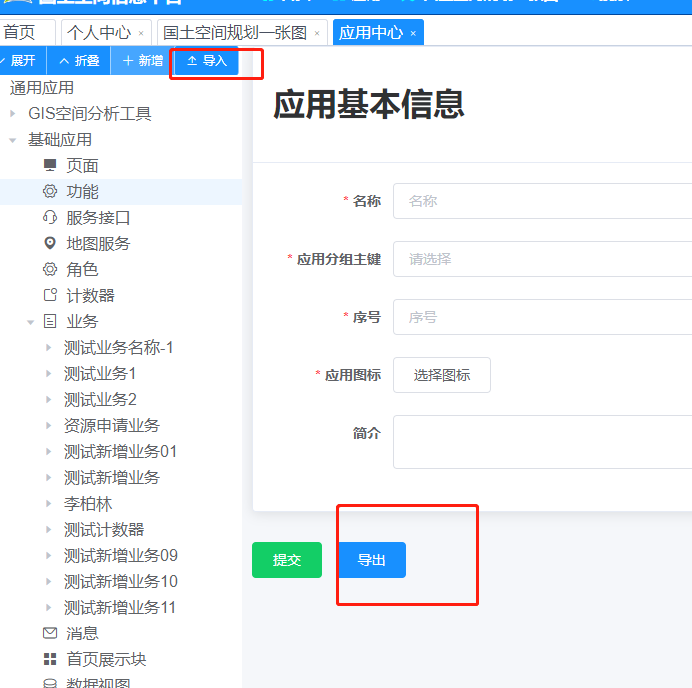 首页 个人中心 × 国土空间规划一张图 × 应用中心 ×
展开 折叠 新增 导入
通用应用
GIS空间分析工具
基础应用
页面
功能
服务接口
地图服务
角色
计数器
业务
测试业务名称-1
测试业务1
测试业务2
资源申请业务
测试新增业务01
测试新增业务
李柏林
测试计数器
测试新增业务09
测试新增业务10
测试新增业务11
消息
首页展示块
数据视图
应用基本信息
* 名称 名称
* 应用分组主键 请选择
* 序号 序号
* 应用图标 选择图标
简介
提交 导出